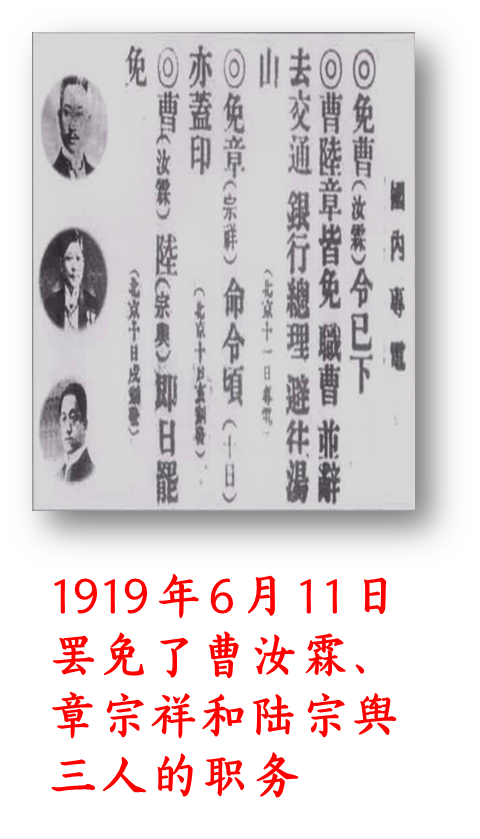 國內專電
◎免曹(汝霖)令已下
◎曹陸章皆免職曹並辭
去交通銀行總理避往湯
山 (北京十一日專電)
◎免章(宗祥)命令頃(十日)
亦蓋印 (北京十日
◎曹(汝霖)陸(宗輿)即日罷
免 (北京十日戌刻發)
1919年6月11日
罢免了曹汝霖、
章宗祥和陆宗舆
三人的职务